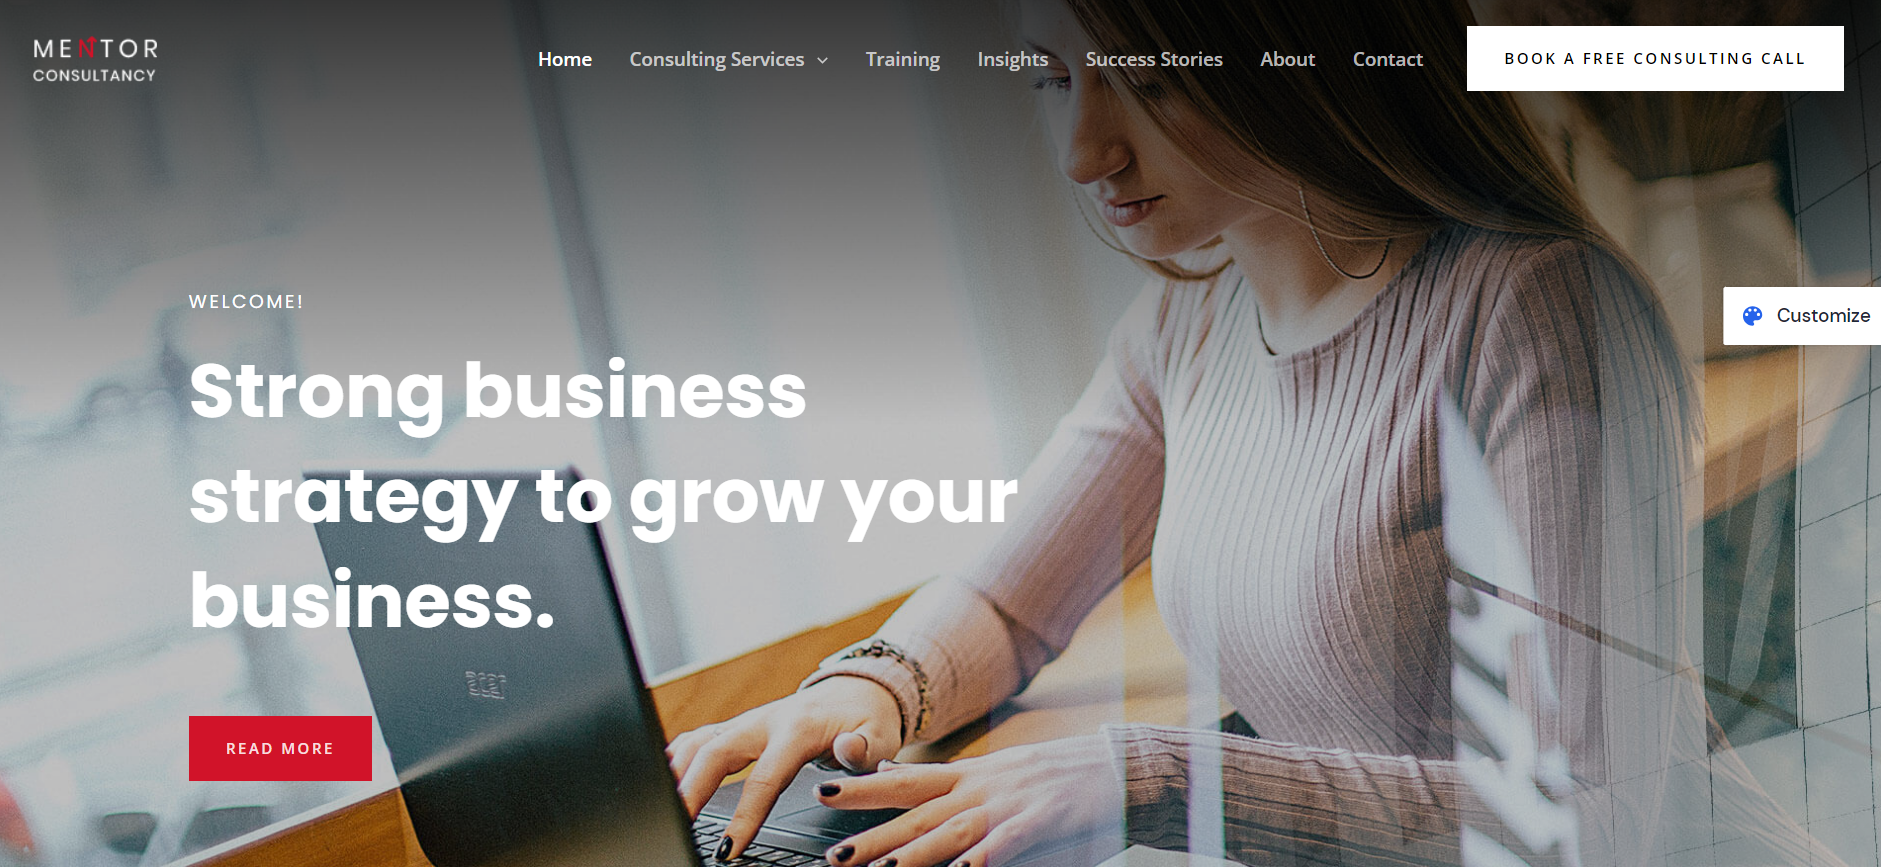 MENTOR
CONSULTANCY
Home
Consulting Services
Training
Insights
Success Stories
About
Contact
BOOK A FREE CONSULTING CALL
WELCOME!
Strong business
strategy to grow your
business.
Customize
acer
READ MORE